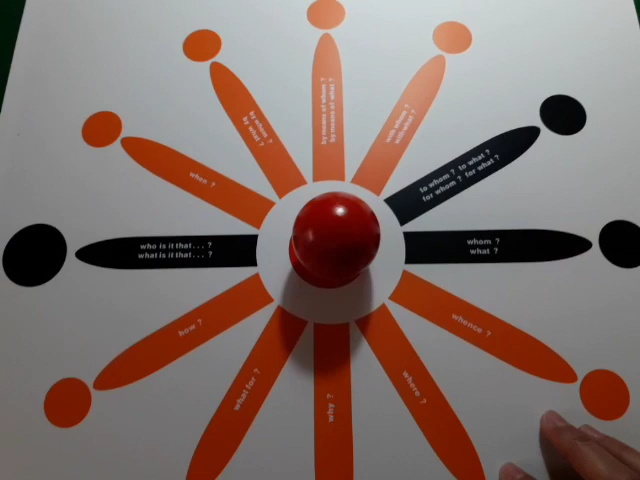 by means of whom ?
by means of what ?
with whom ?
with what ?
to whom ? to what ?
for whom ? for what ?
whom ?
what ?
whence ?
where ?
why ?
what for ?
how ?
who is it that . . . ?
what is it that . . . ?
when ?
by whom ?
by what ?